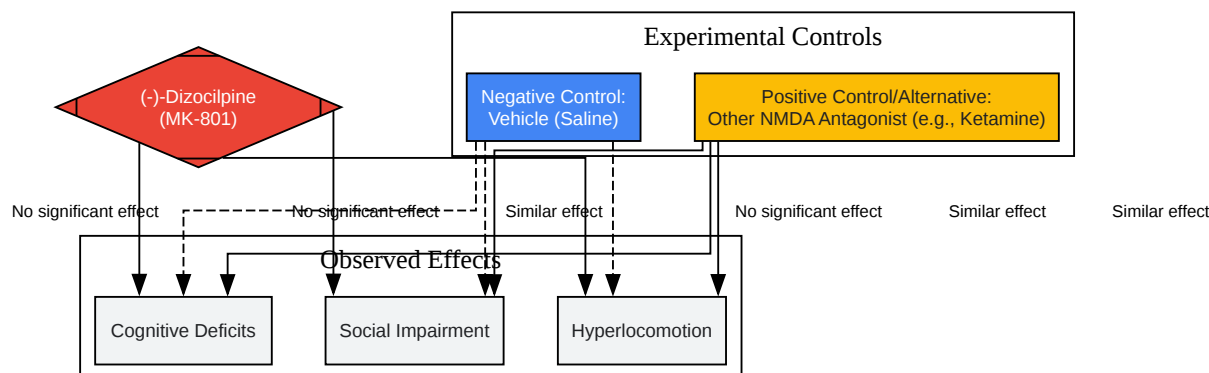 Experimental Controls
(-)-Dizocilpine
(MK-801)
Negative Control:
Vehicle (Saline)
Positive Control/Alternative:
Other NMDA Antagonist (e.g., Ketamine)
No significant effect
No significant effect
Similar effect
No significant effect
Similar effect
Similar effect
Observed Effects
Cognitive Deficits
Social Impairment
Hyperlocomotion